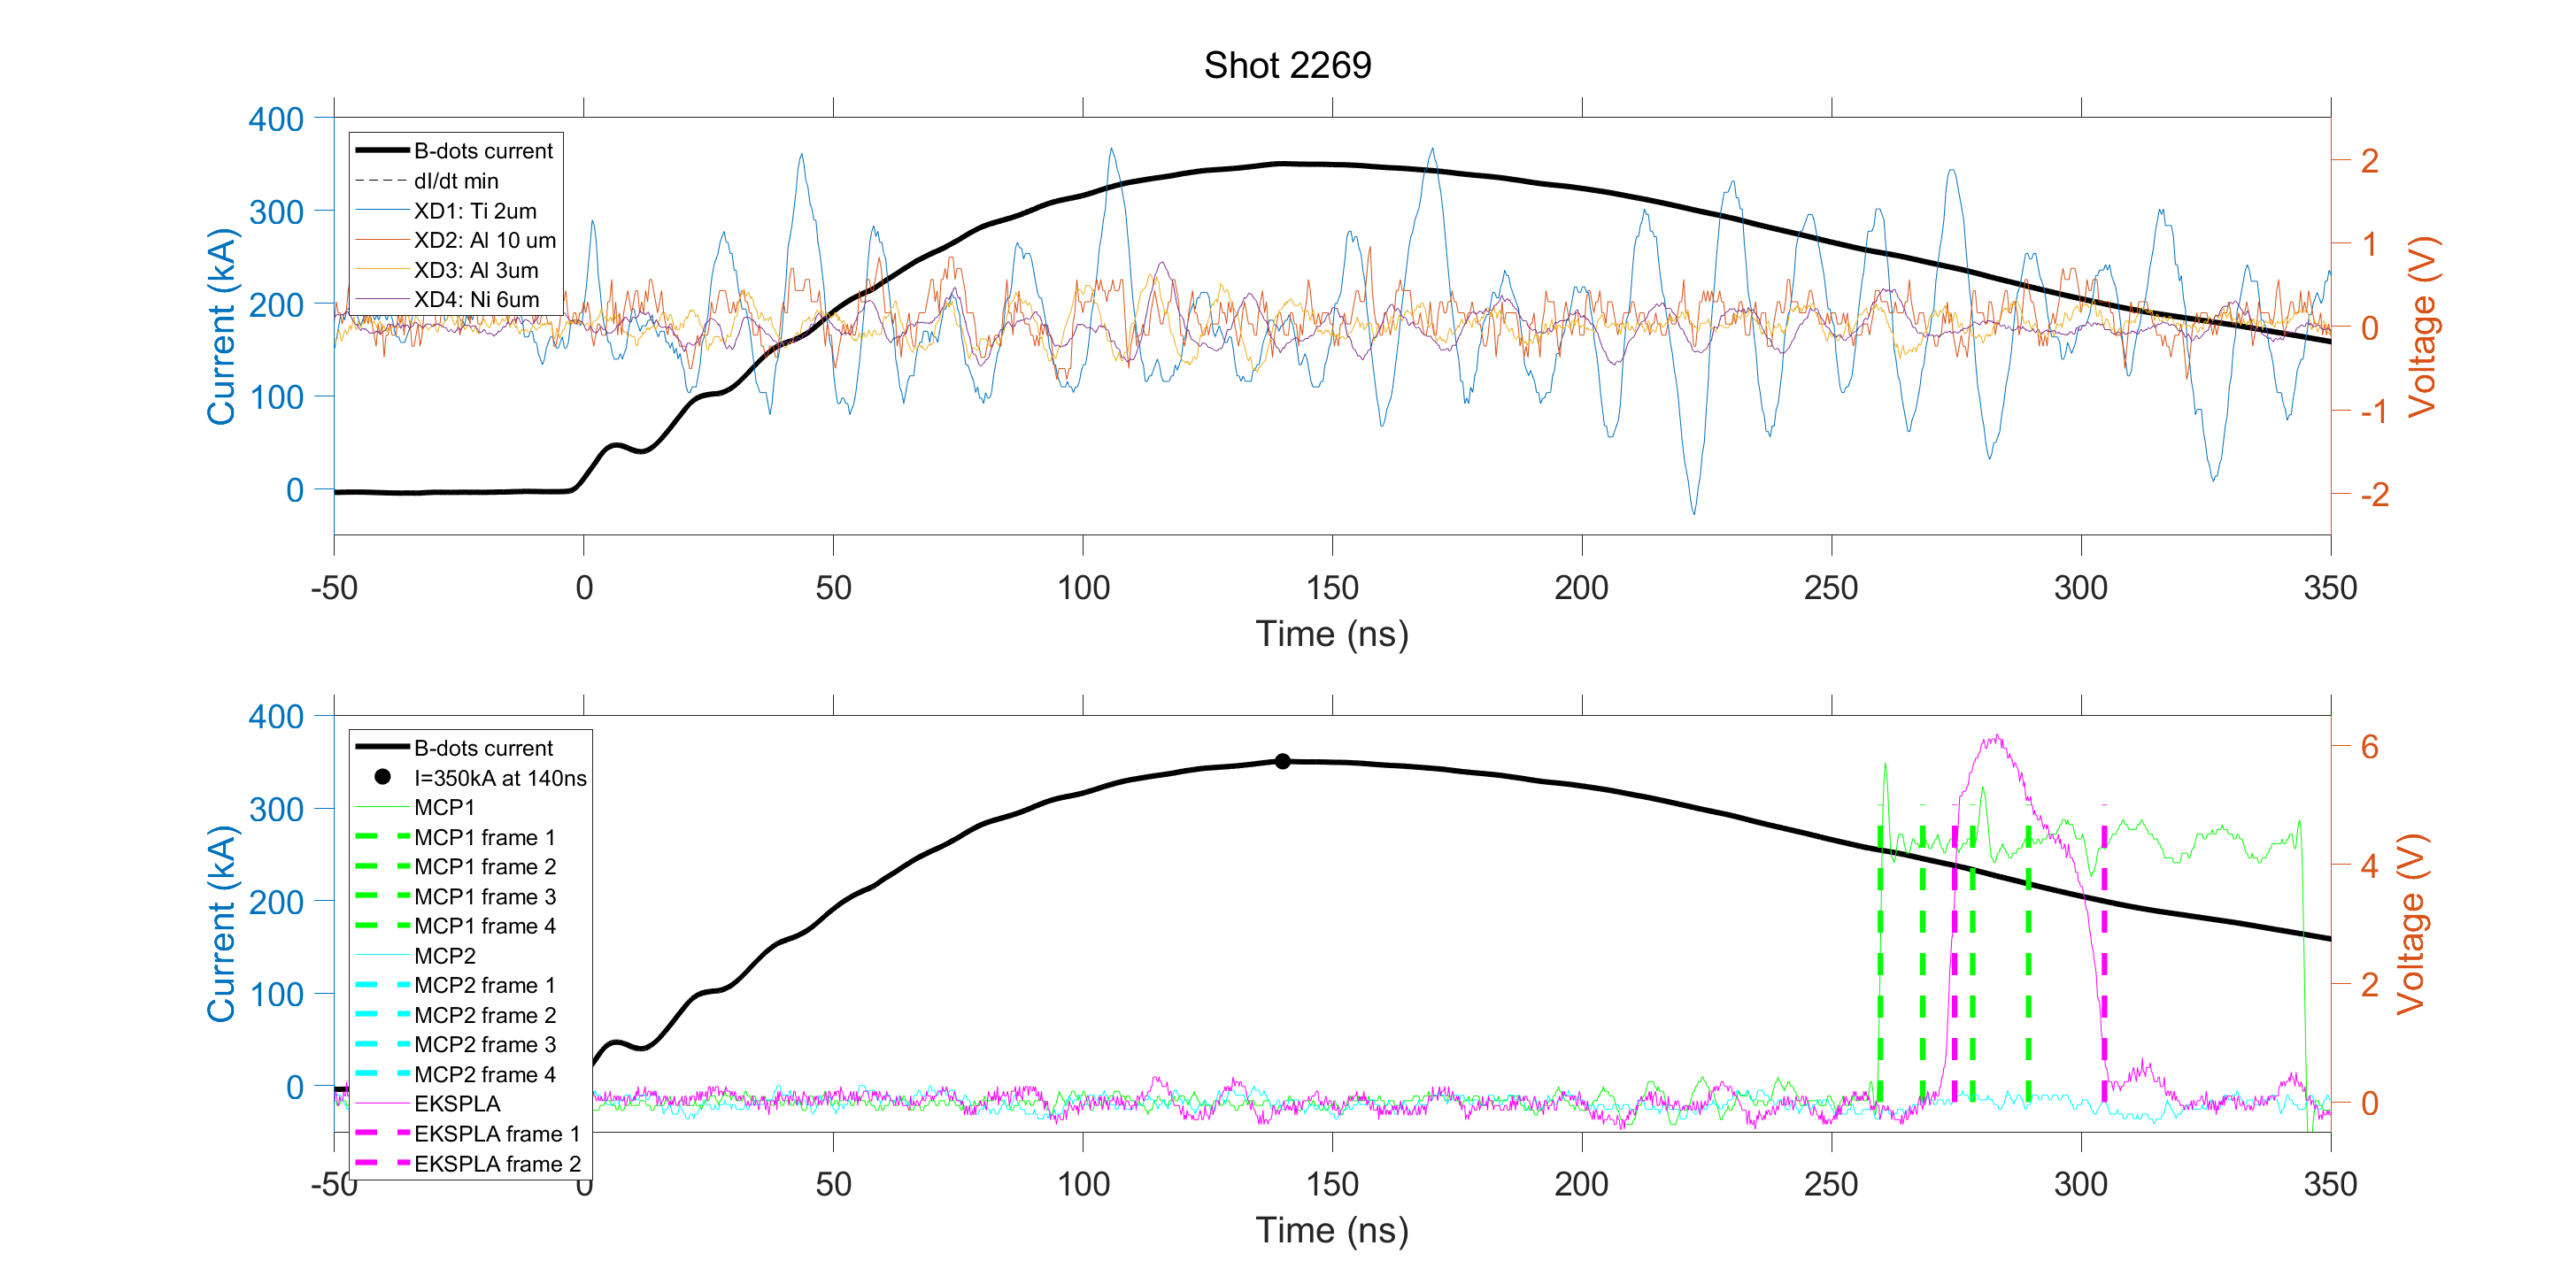 Shot 2269
400
300
200
100
0
Current (kA)
B-dots current
dI/dt min
XD1: Ti 2um
XD2: Al 10 um
XD3: Al 3um
XD4: Ni 6um
2
1
0
-1
-2
Voltage (V)
-50 0 50 100 150 200 250 300 350
Time (ns)
400
300
200
100
0
Current (kA)
B-dots current
I=350kA at 140ns
MCP1
MCP1 frame 1
MCP1 frame 2
MCP1 frame 3
MCP1 frame 4
MCP2
MCP2 frame 1
MCP2 frame 2
MCP2 frame 3
MCP2 frame 4
EKSPLA
EKSPLA frame 1
EKSPLA frame 2
6
4
2
0
Voltage (V)
-50 0 50 100 150 200 250 300 350
Time (ns)